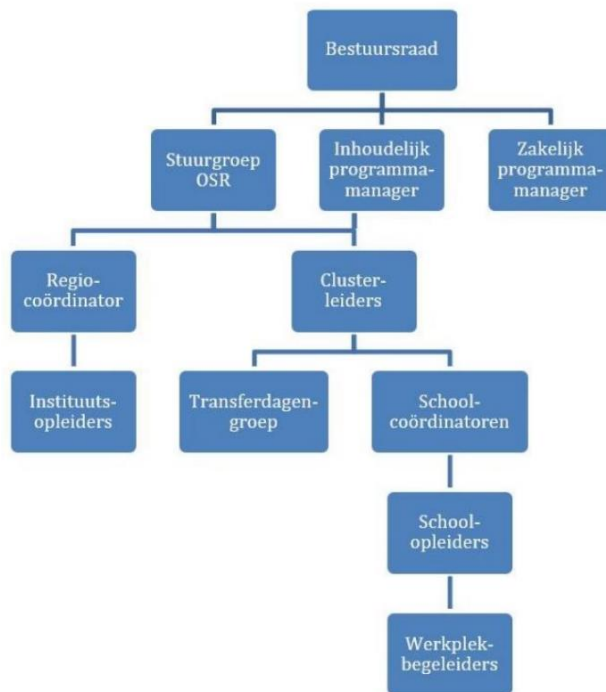 Bestuursraad
Stuurgroep
OSR
Inhoudelijk
programma-
manager
Zakelijk
programma-
manager
Regio-
coördinator
Cluster-
leiders
Instituuts-
opleiders
Transferdagen-
groep
School-
coördinatoren
School-
opleiders
Werkplek-
begeleiders